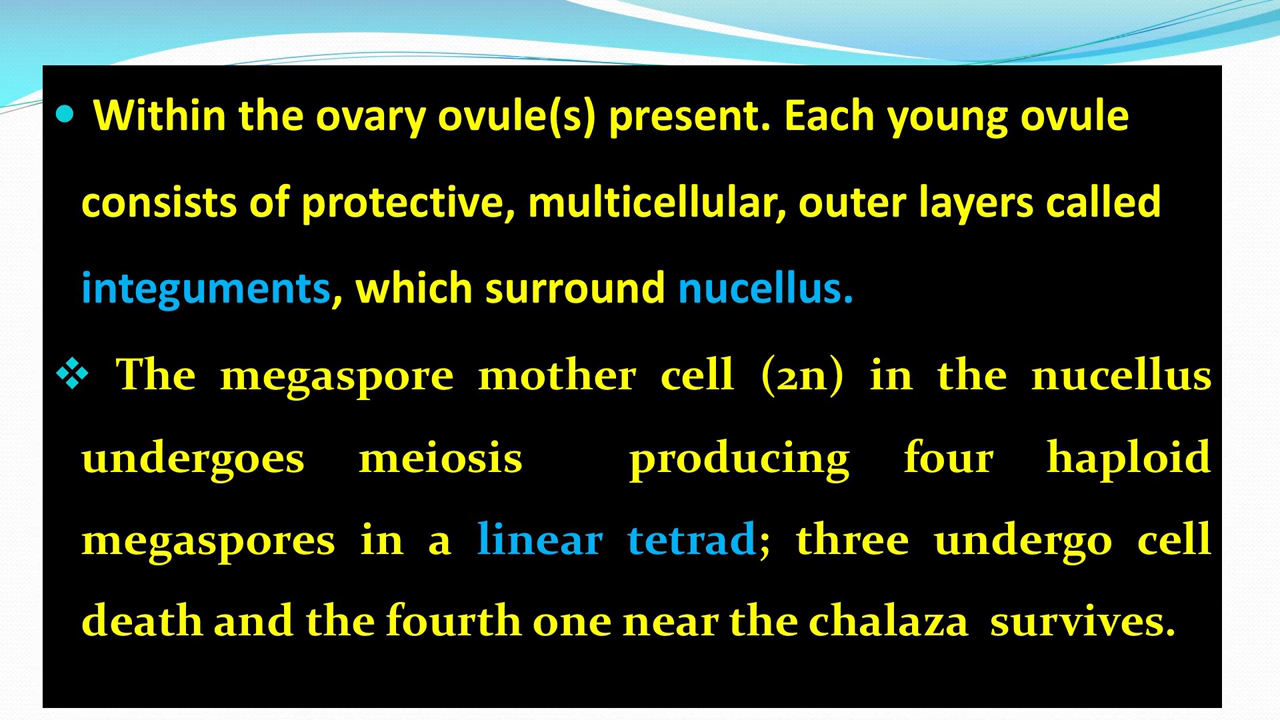 • Within the ovary ovule(s) present. Each young ovule
consists of protective, multicellular, outer layers called
integuments, which surround nucellus.
❖ The megaspore mother cell (2n) in the nucellus
undergoes meiosis producing four haploid
megaspores in a linear tetrad; three undergo cell
death and the fourth one near the chalaza survives.